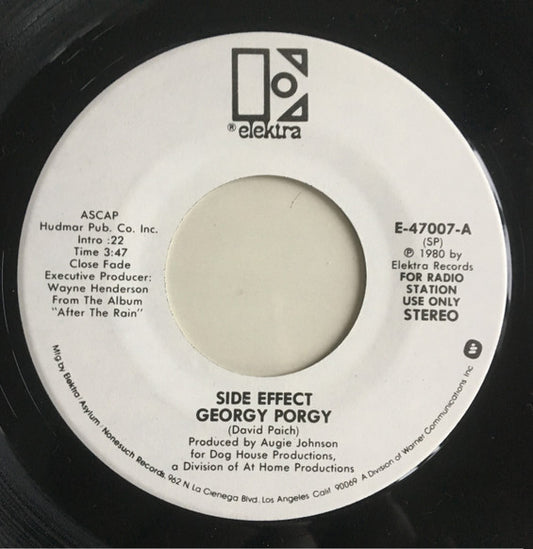 ® elektra
ASCAP
Hudmar Pub. Co. Inc.
Intro :22
Time 3:47
Close Fade
Executive Producer:
Wayne Henderson
From The Album
"After The Rain"
E-47007-A
(SP)
℗ 1980 by
Elektra Records
FOR RADIO
STATION
USE ONLY
STEREO
SIDE EFFECT
GEORGY PORGY
(David Paich)
Produced by Augie Johnson
for Dog House Productions,
a Division of At Home Productions
Mfg by Elektra/Asylum/Nonesuch Records, 962 N. La Cienega Blvd. Los Angeles Calif. 90069 A Division of Warner Communications Inc